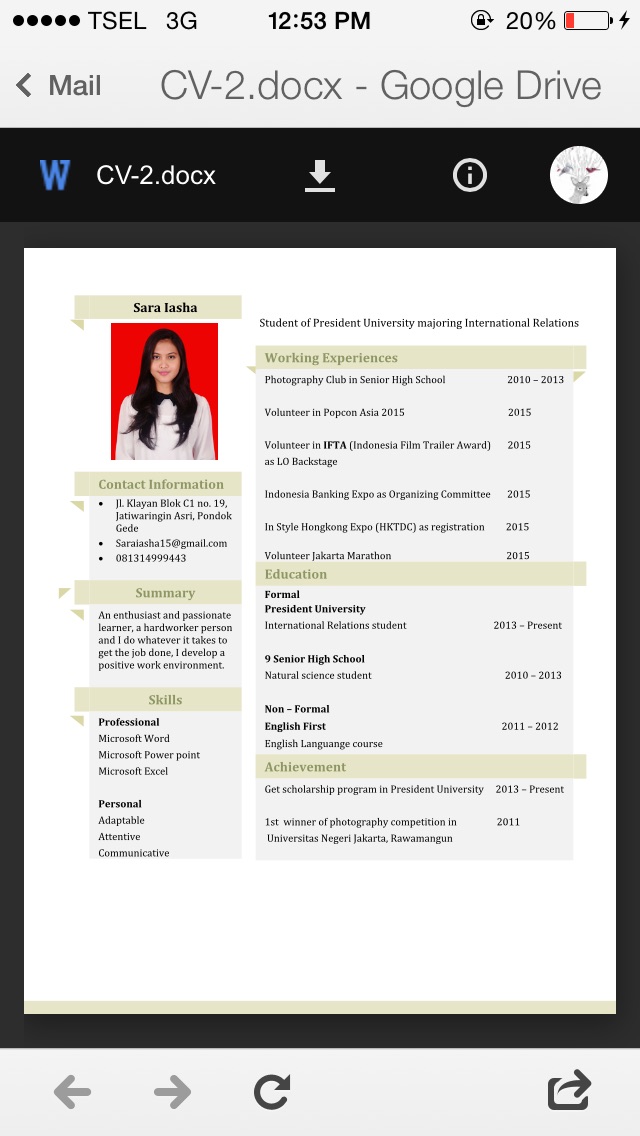 TSEL 3G 12:53 PM 20%
Mail CV-2.docx - Google Drive
W CV-2.docx
Sara Iasha
Contact Information
Jl. Klayan Blok C1 no. 19,
Jatiwaringin Asri, Pondok
Gede
Saraiasha15@gmail.com
081314999443
Summary
An enthusiast and passionate
learner, a hardworker person
and I do whatever it takes to
get the job done, I develop a
positive work environment.
Skills
Professional
Microsoft Word
Microsoft Power point
Microsoft Excel
Personal
Adaptable
Attentive
Communicative
Student of President University majoring International Relations
Working Experiences
Photography Club in Senior High School 2010 – 2013
Volunteer in Popcon Asia 2015 2015
Volunteer in IFTA (Indonesia Film Trailer Award) 2015
as LO Backstage
Indonesia Banking Expo as Organizing Committee 2015
In Style Hongkong Expo (HKTDC) as registration 2015
Volunteer Jakarta Marathon 2015
Education
Formal
President University
International Relations student 2013 – Present
9 Senior High School
Natural science student 2010 – 2013
Non – Formal
English First 2011 – 2012
English Languange course
Achievement
Get scholarship program in President University 2013 – Present
1st winner of photography competition in 2011
Universitas Negeri Jakarta, Rawamangun